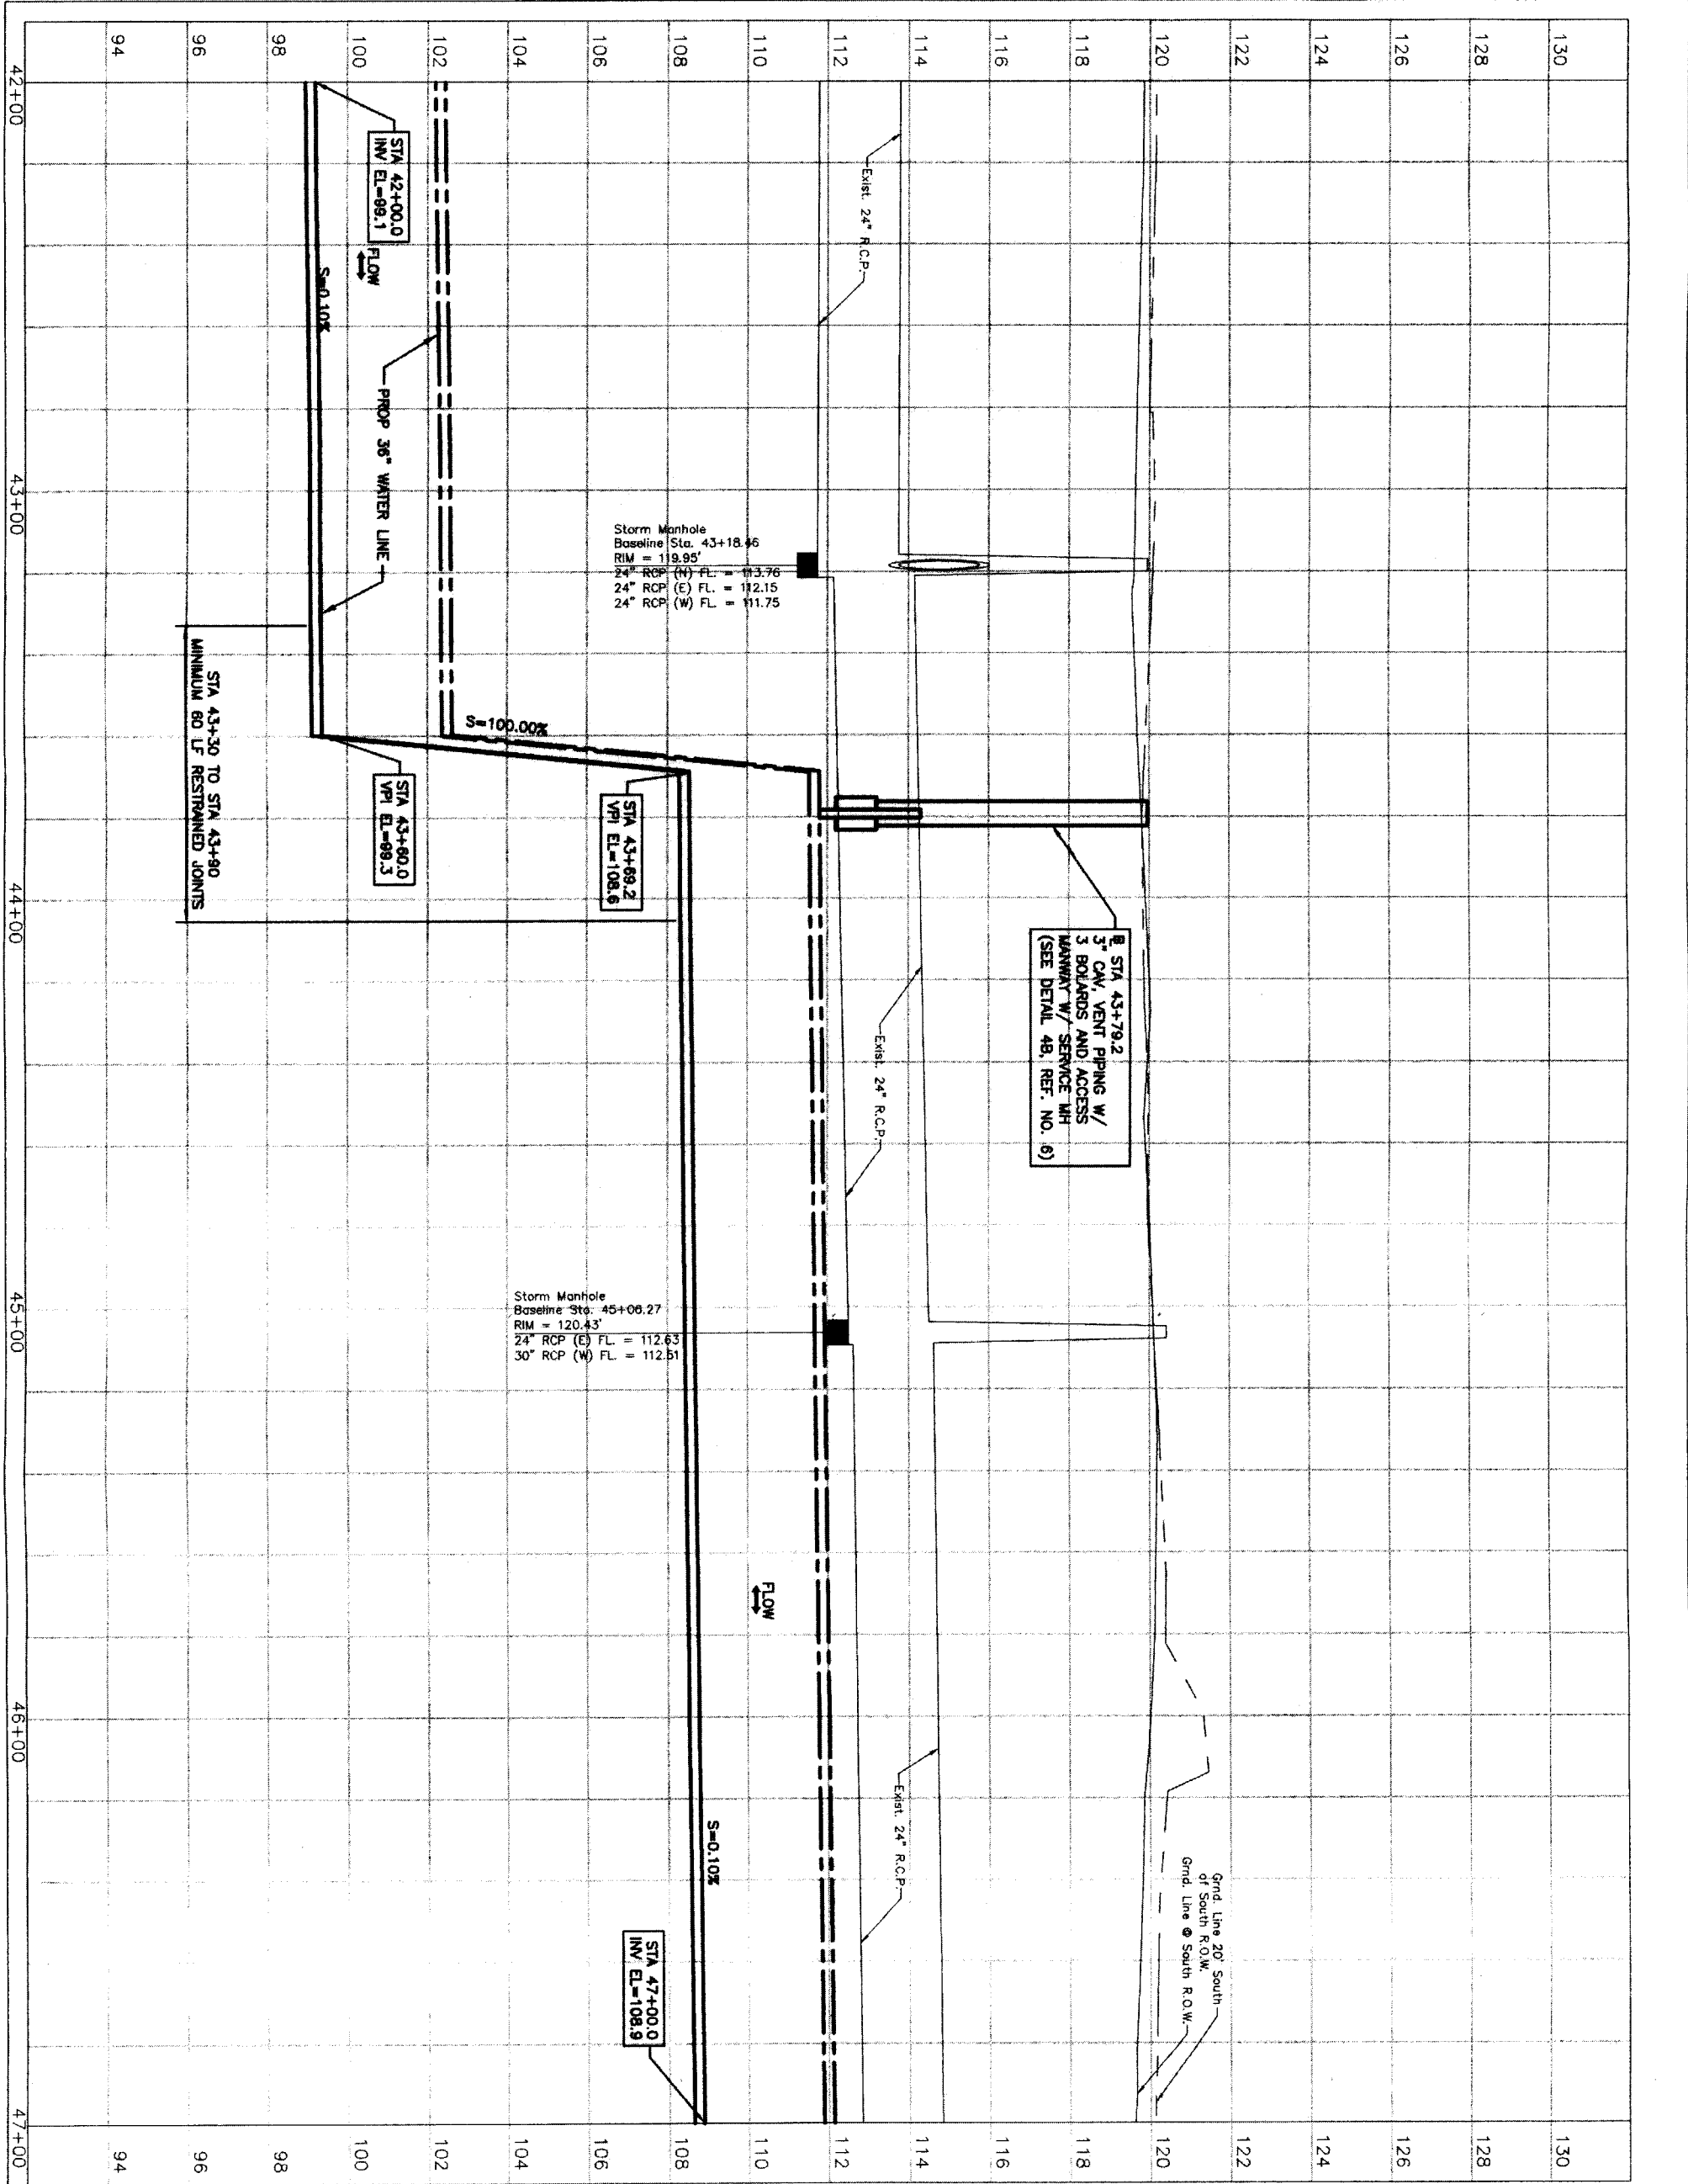 130
128
126
124
122
120
118
116
114
112
110
108
106
104
102
100
98
96
94
130
128
126
124
122
120
118
116
114
112
110
108
106
104
102
100
98
96
94
42+00
43+00
44+00
45+00
46+00
47+00
Grnd. Line 20' South
of South R.O.W.
Grnd. Line @ South R.O.W.
STA 43+79.2
3" CAV, VENT PIPING W/
3 BOLARDS AND ACCESS
MANWAY W/ SERVICE MH
(SEE DETAIL 4B, REF. NO. 6)
Exist. 24" R.C.P.
Exist. 24" R.C.P.
Exist. 24" R.C.P.
Storm Manhole
Baseline Sta. 43+18.46
RIM = 119.95'
24" RCP (N) FL. = 113.76
24" RCP (E) FL. = 112.15
24" RCP (W) FL = 111.75
Storm Manhole
Baseline Sta. 45+06.27
RIM = 120.43'
24" RCP (E) FL. = 112.63
30" RCP (W) FL. = 112.51
S=100.00%
STA 43+69.2
VPI EL=108.6
FLOW
S=0.10%
STA 47+00.0
INV EL=108.9
STA 42+00.0
INV EL=99.1
FLOW
S=0.10%
PROP 36" WATER LINE
STA 43+60.0
VPI EL=99.3
STA 43+30 TO STA 43+90
MINIMUM 60 LF RESTRAINED JOINTS